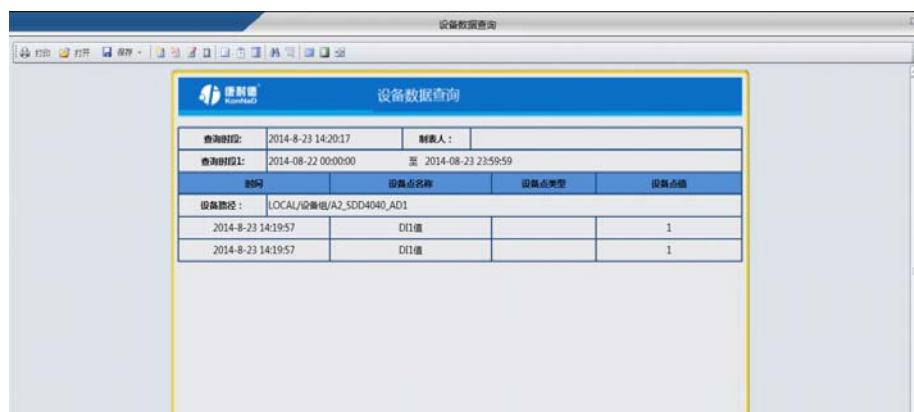 设备数据查询
打印 打开 保存
康耐德
KonNaD
设备数据查询
查询时段: 2014-8-23 14:20:17 制表人：
查询时段1: 2014-08-22 00:00:00 至 2014-08-23 23:59:59
时间 设备点名称 设备点类型 设备点值
设备路径： LOCAL/设备组/A2_SDD4040_AD1
2014-8-23 14:19:57 DI1值 1
2014-8-23 14:19:57 DI1值 1